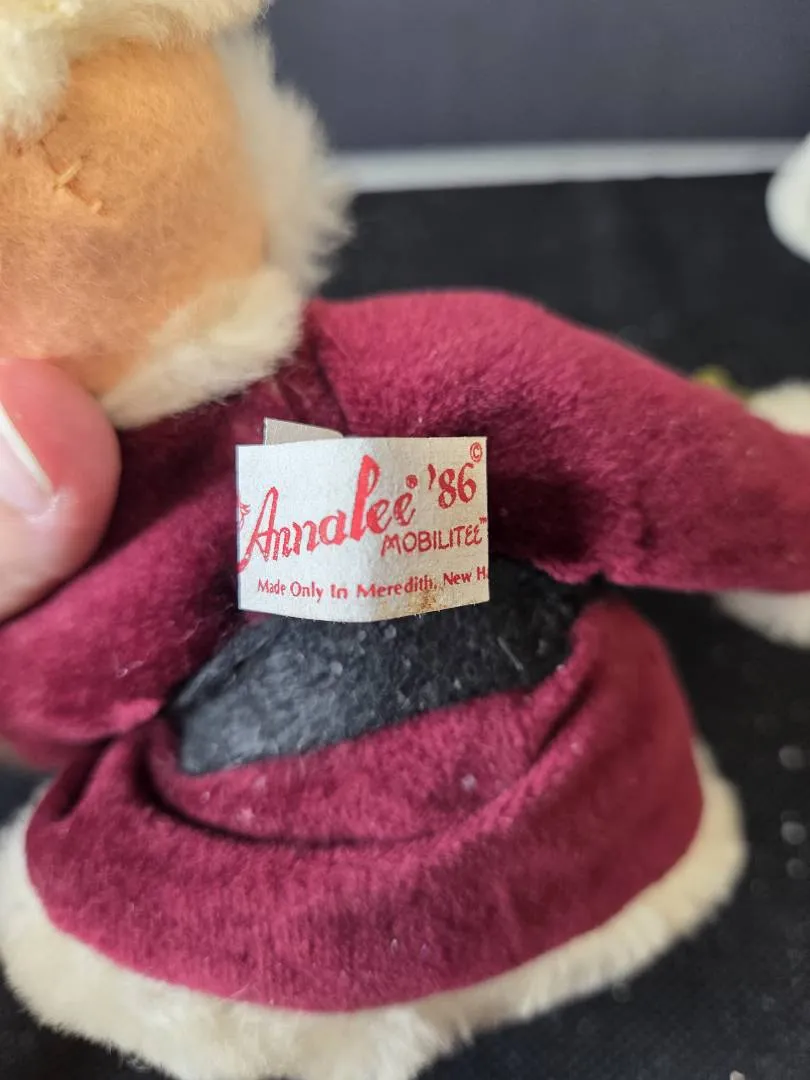 Annalee® '86 ©
MOBILITEE™
Made Only In Meredith, New H